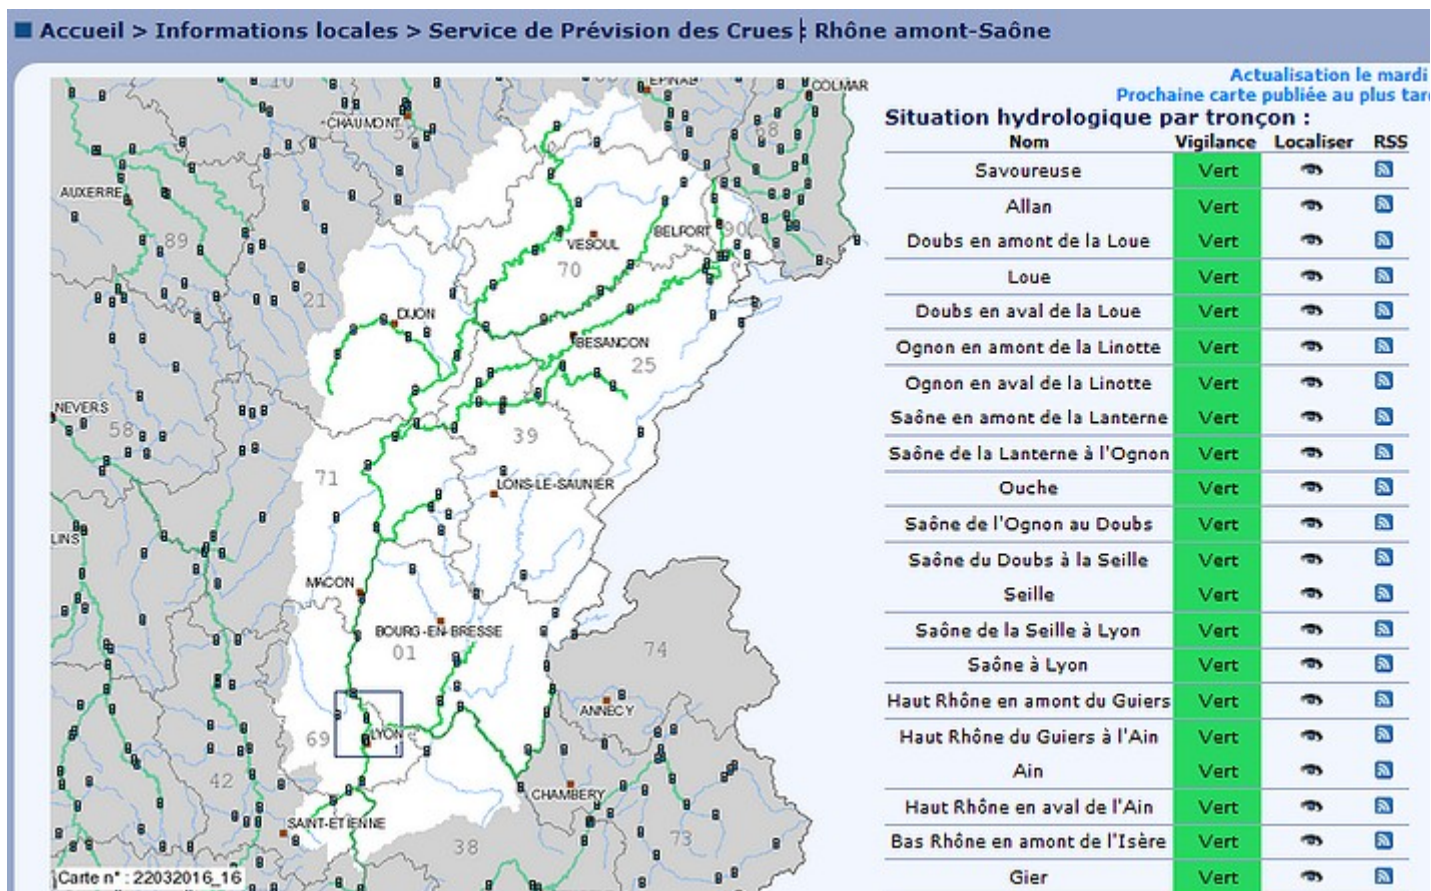 Accueil > Informations locales > Service de Prévision des Crues : Rhône amont-Saône
Actualisation le mardi
Prochaine carte publiée au plus tar
Situation hydrologique par tronçon :
Nom Vigilance Localiser RSS
Savoureuse Vert
Allan Vert
Doubs en amont de la Loue Vert
Loue Vert
Doubs en aval de la Loue Vert
Ognon en amont de la Linotte Vert
Ognon en aval de la Linotte Vert
Saône en amont de la Lanterne Vert
Saône de la Lanterne à l'Ognon Vert
Ouche Vert
Saône de l'Ognon au Doubs Vert
Saône du Doubs à la Seille Vert
Seille Vert
Saône de la Seille à Lyon Vert
Saône à Lyon Vert
Haut Rhône en amont du Guiers Vert
Haut Rhône du Guiers à l'Ain Vert
Ain Vert
Haut Rhône en aval de l'Ain Vert
Bas Rhône en amont de l'Isère Vert
Gier Vert
EPINAL
COLMAR
CHAUMONT
68
AUXERRE
89
VESOUL
BELFORT
90
70
21
DIJON
BESANCON
25
NEVERS
58
39
71
LONS-LE-SAUNIER
LINS
MACON
BOURG-EN-BRESSE
01
74
ANNECY
69
LYON
42
CHAMBERY
SAINT-ETIENNE
38
73
Carte n° : 22032016_16